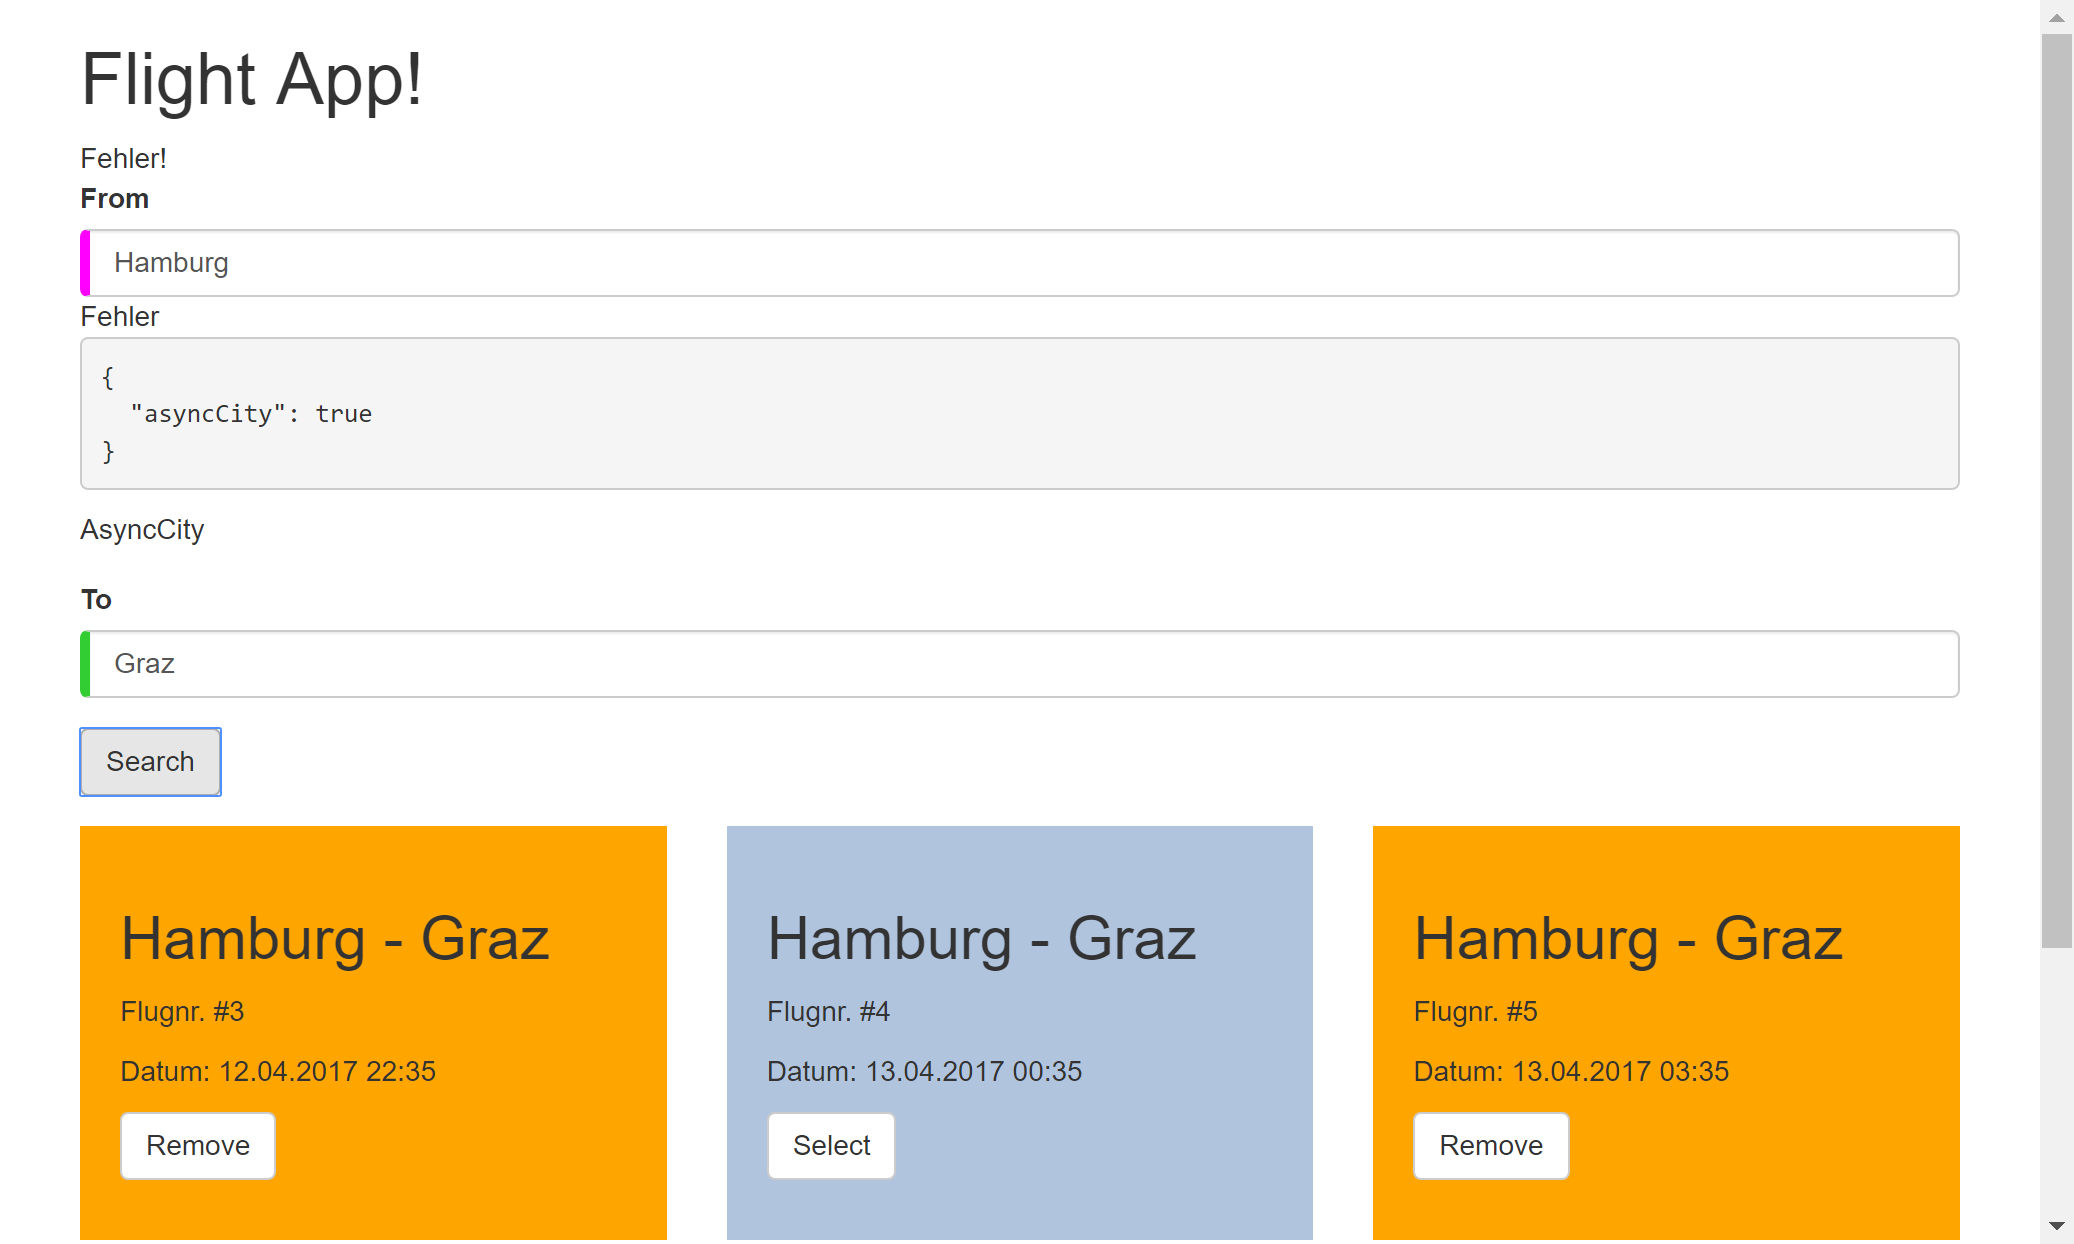 Flight App!
Fehler!
From
Hamburg
Fehler
{
  "asyncCity": true
}
AsyncCity
To
Graz
Search
Hamburg - Graz
Flugnr. #3
Datum: 12.04.2017 22:35
Remove
Hamburg - Graz
Flugnr. #4
Datum: 13.04.2017 00:35
Select
Hamburg - Graz
Flugnr. #5
Datum: 13.04.2017 03:35
Remove